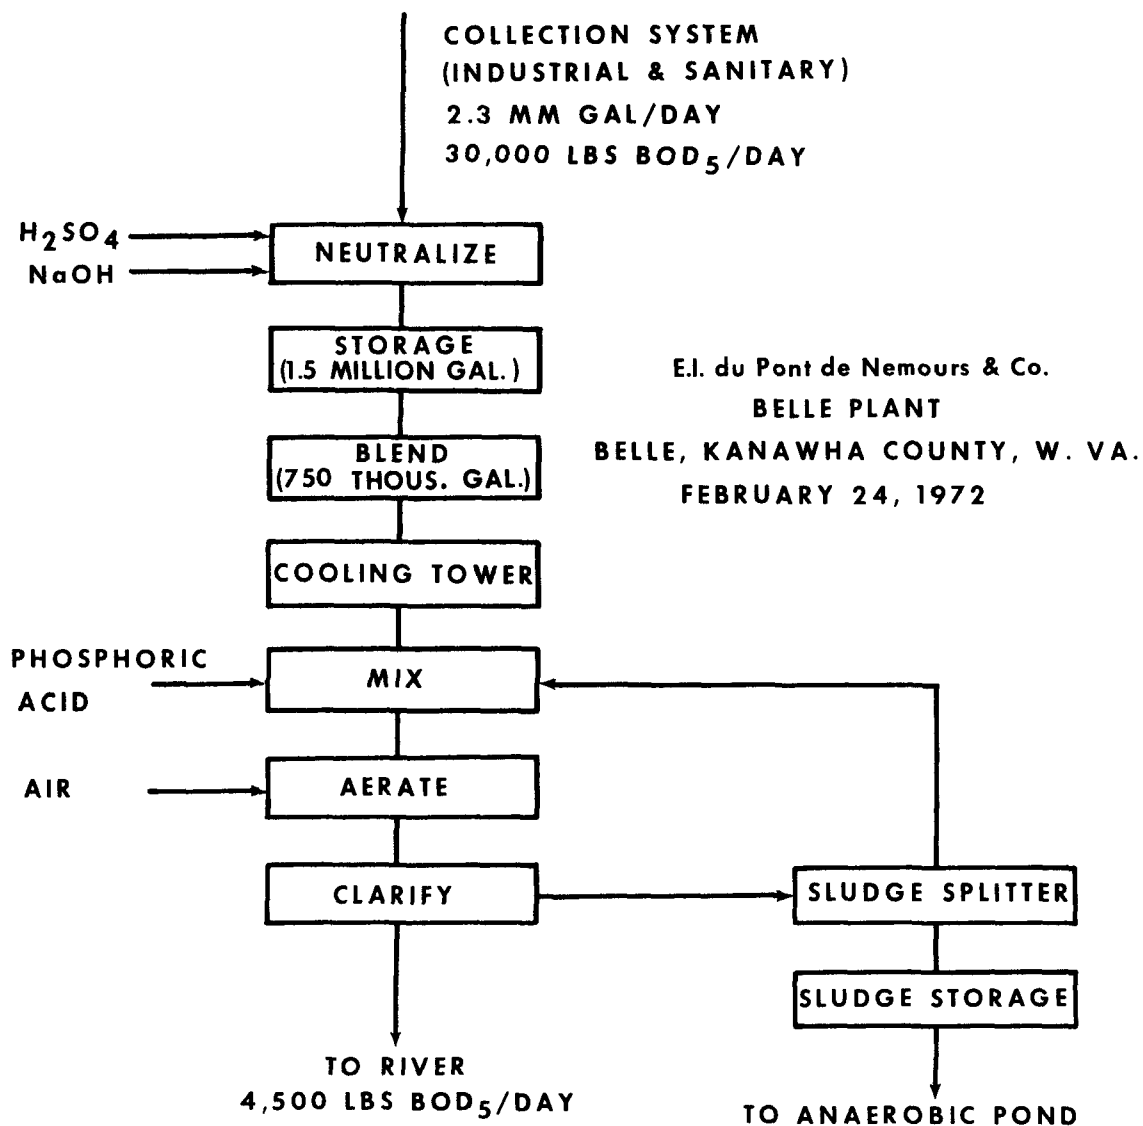 COLLECTION SYSTEM
(INDUSTRIAL & SANITARY)
2.3 MM GAL/DAY
30,000 LBS BOD₅/DAY
H₂SO₄
NaOH
NEUTRALIZE
STORAGE
(1.5 MILLION GAL.)
E.I. du Pont de Nemours & Co.
BELLE PLANT
BELLE, KANAWHA COUNTY, W. VA.
FEBRUARY 24, 1972
BLEND
(750 THOUS. GAL.)
COOLING TOWER
PHOSPHORIC
ACID
MIX
AIR
AERATE
CLARIFY
SLUDGE SPLITTER
SLUDGE STORAGE
TO RIVER
4,500 LBS BOD₅/DAY
TO ANAEROBIC POND